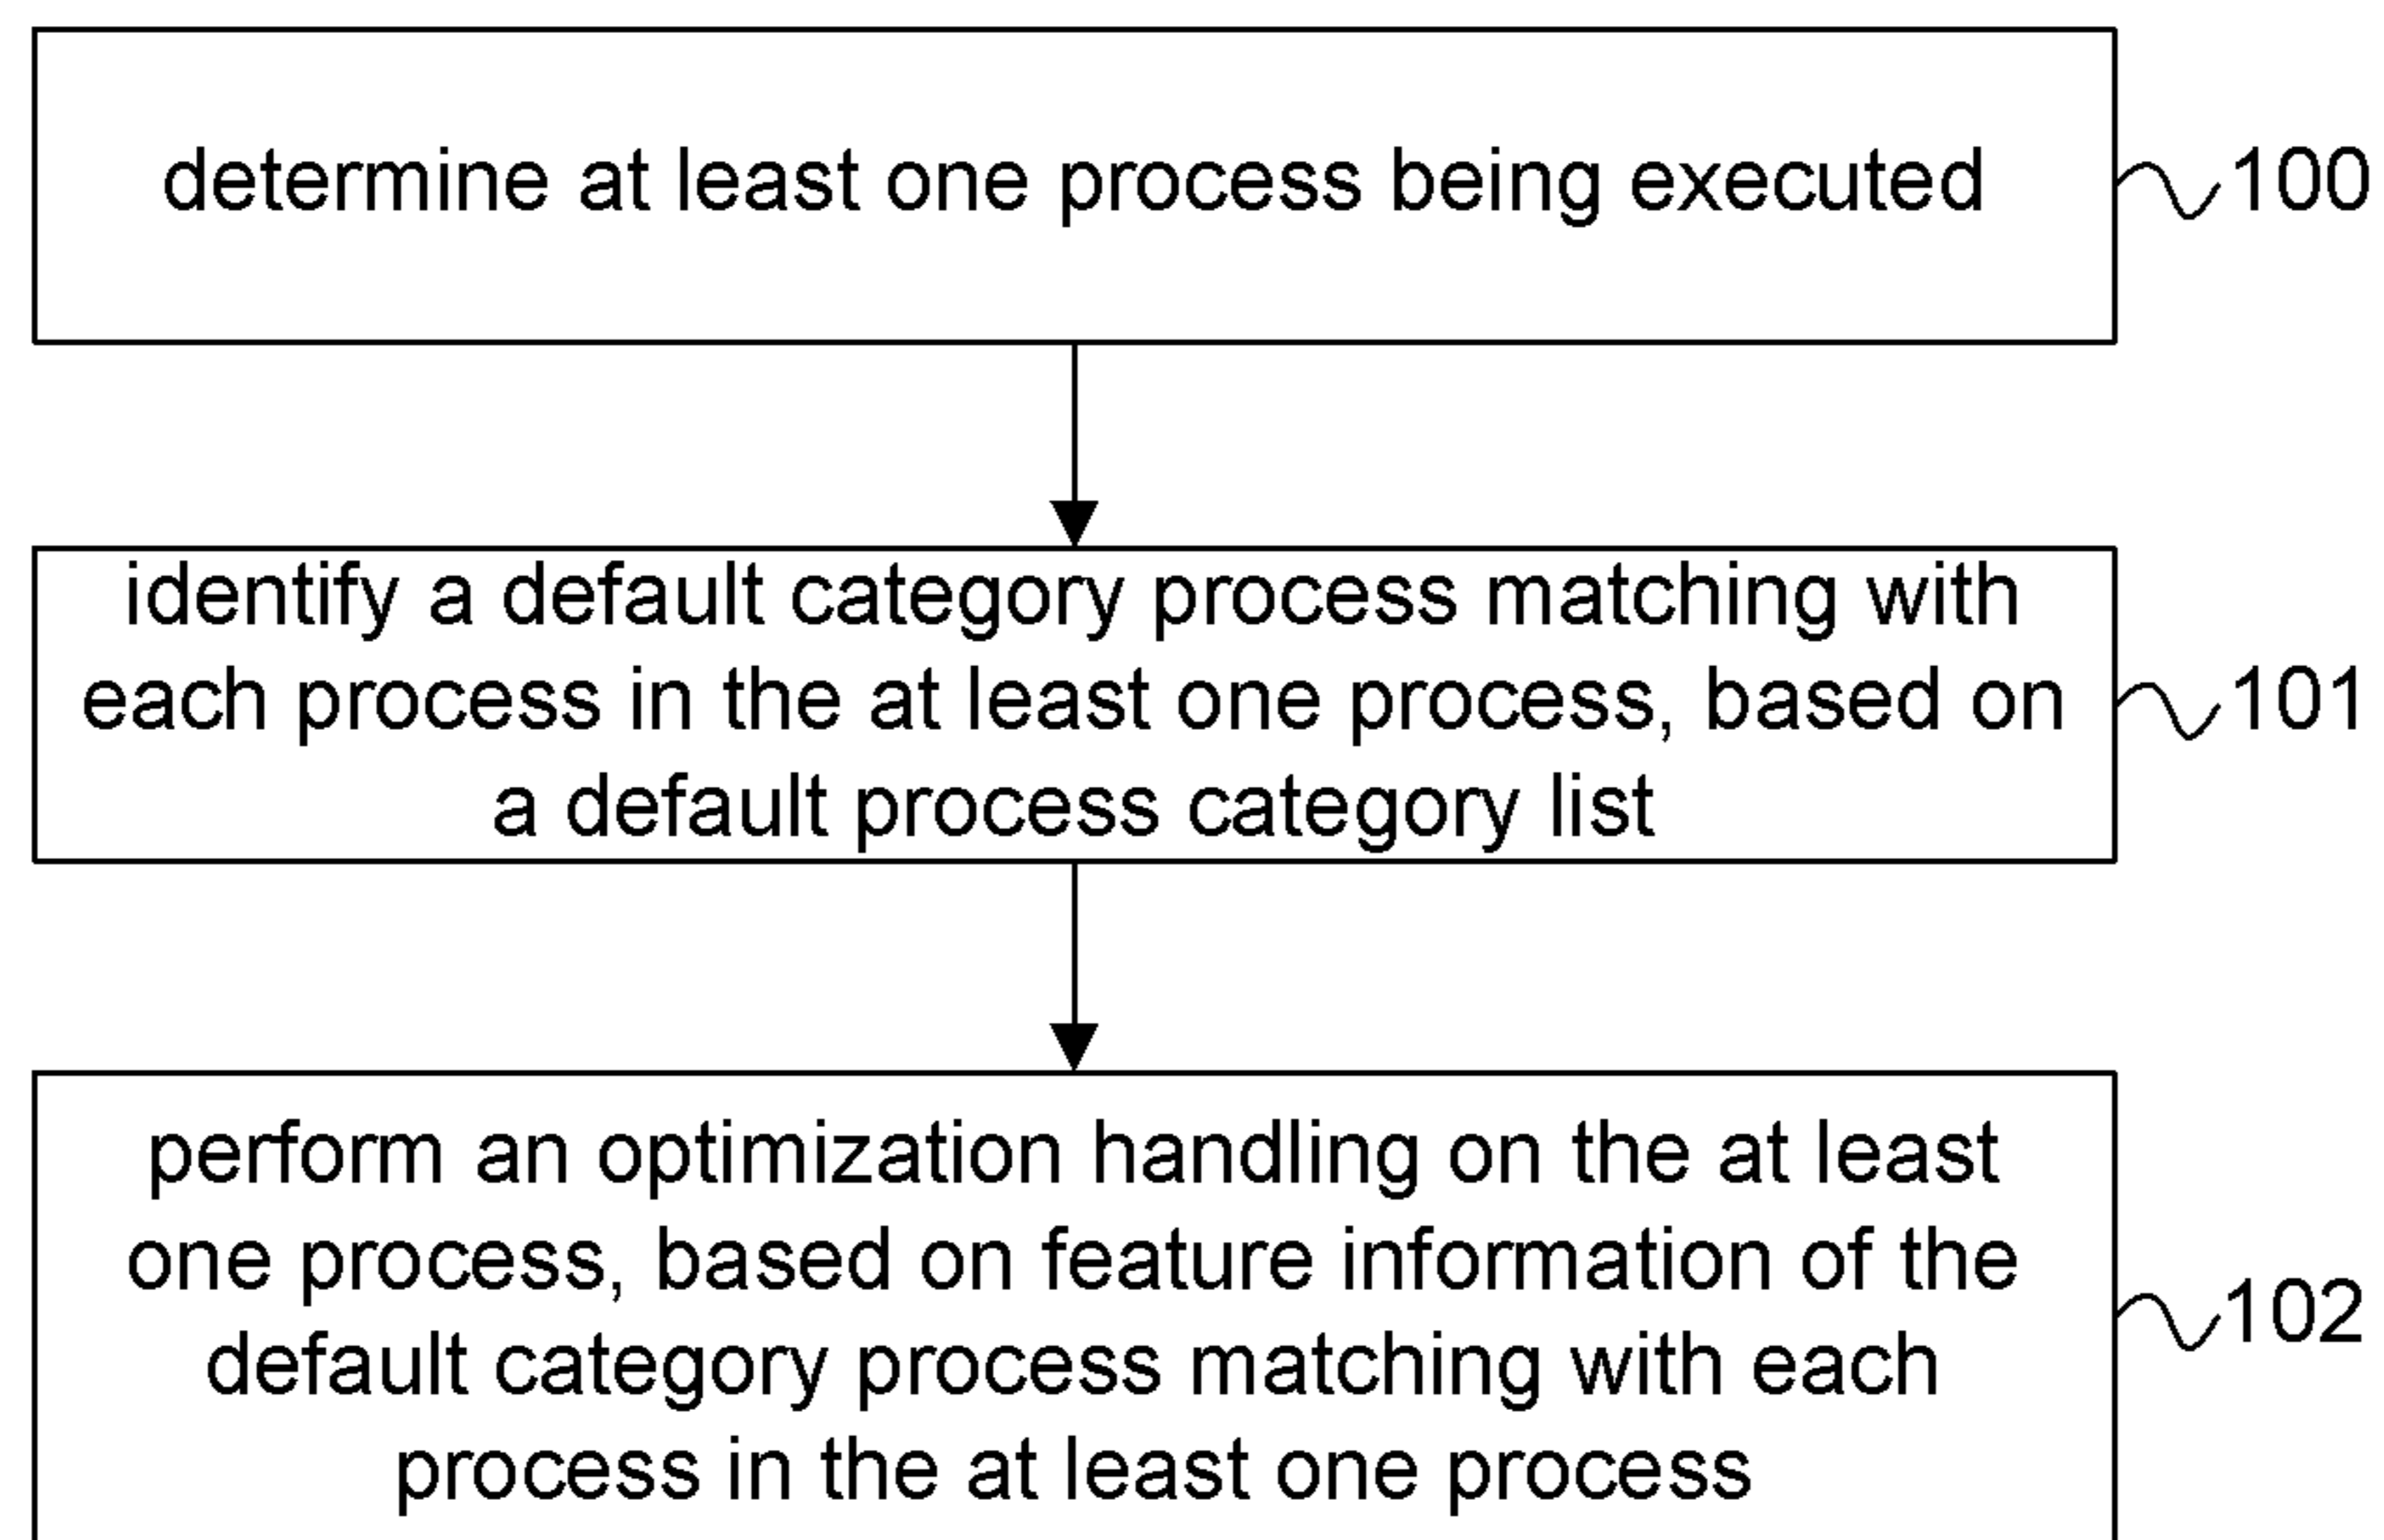 determine at least one process being executed
100
identify a default category process matching with
each process in the at least one process, based on
a default process category list
101
perform an optimization handling on the at least
one process, based on feature information of the
default category process matching with each
process in the at least one process
102